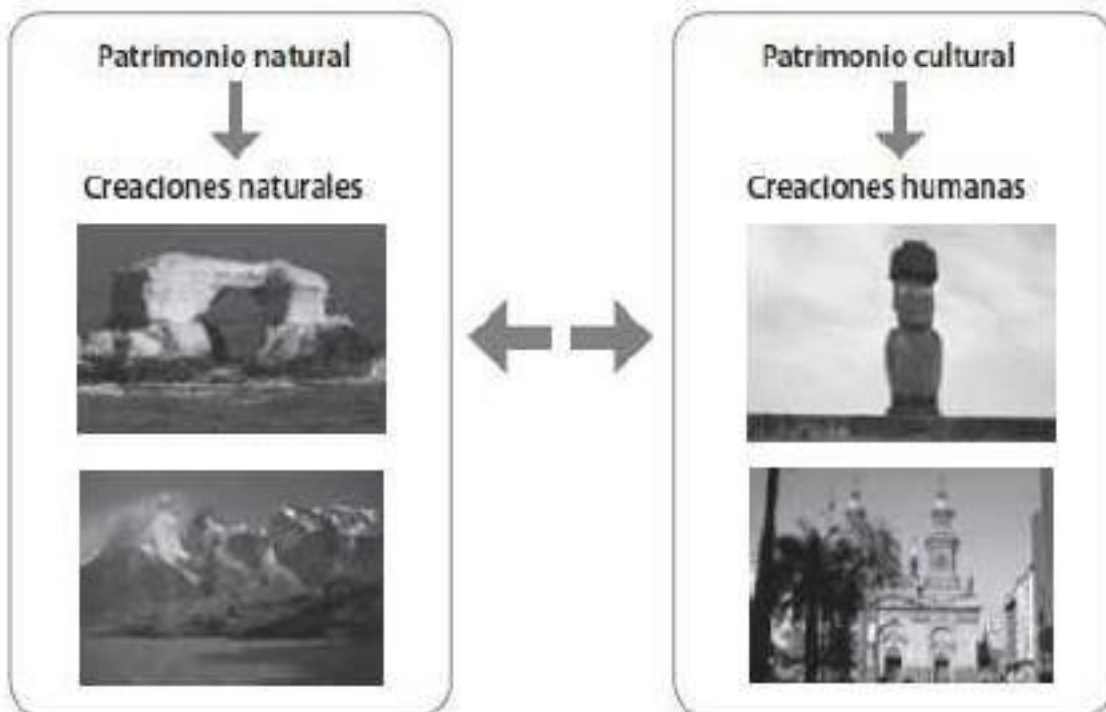 Patrimonio natural
Creaciones naturales
Patrimonio cultural
Creaciones humanas